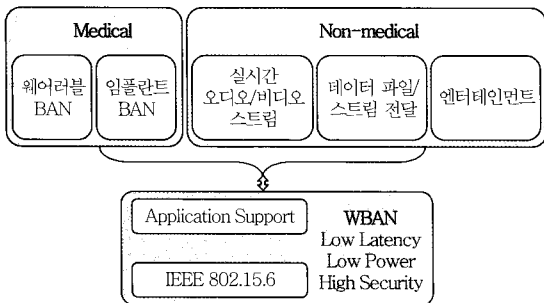 Medical
웨어러블
BAN
임플란트
BAN
Non-medical
실시간
오디오/비디오
스트림
데이터 파일/
스트림 전달
엔터테인먼트
Application Support
IEEE 802.15.6
WBAN
Low Latency
Low Power
High Security